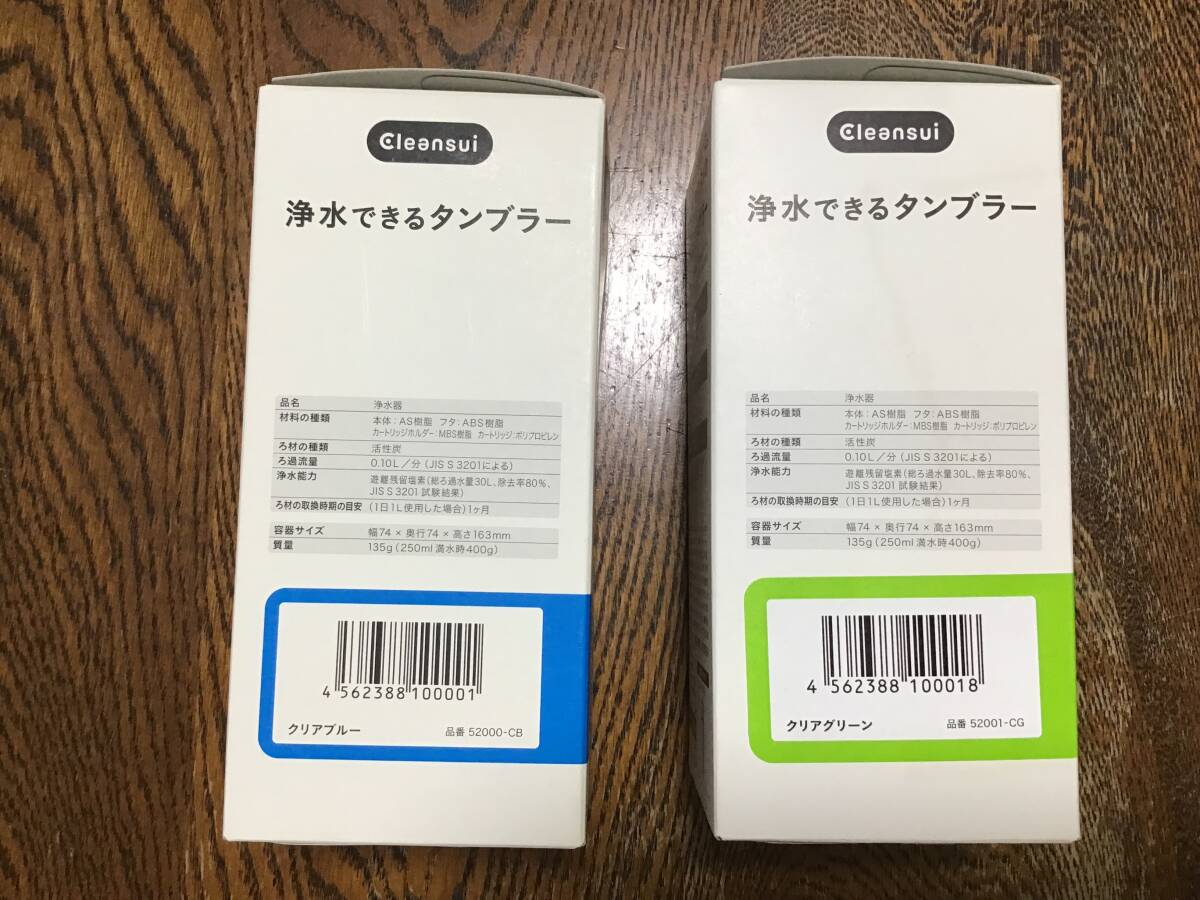 Cleansui
浄水できるタンブラー
品名 浄水器
材料の種類 本体：AS樹脂 フタ：ABS樹脂
カートリッジホルダー：MBS樹脂 カートリッジ：ポリプロピレン
ろ材の種類 活性炭
ろ過流量 0.10L／分（JIS S 3201による）
浄水能力 遊離残留塩素（総ろ過水量30L、除去率80%、
JIS S 3201 試験結果）
ろ材の取換時期の目安 （1日1L使用した場合）1ヶ月
容器サイズ 幅74 × 奥行74 × 高さ163mm
質量 135g（250ml 満水時400g）
4 562388 100001
クリアブルー 品番 52000-CB
Cleansui
浄水できるタンブラー
品名 浄水器
材料の種類 本体：AS樹脂 フタ：ABS樹脂
カートリッジホルダー：MBS樹脂 カートリッジ：ポリプロピレン
ろ材の種類 活性炭
ろ過流量 0.10L／分（JIS S 3201による）
浄水能力 遊離残留塩素（総ろ過水量30L、除去率80%、
JIS S 3201 試験結果）
ろ材の取換時期の目安 （1日1L使用した場合）1ヶ月
容器サイズ 幅74 × 奥行74 × 高さ163mm
質量 135g（250ml 満水時400g）
4 562388 100018
クリアグリーン 品番 52001-CG